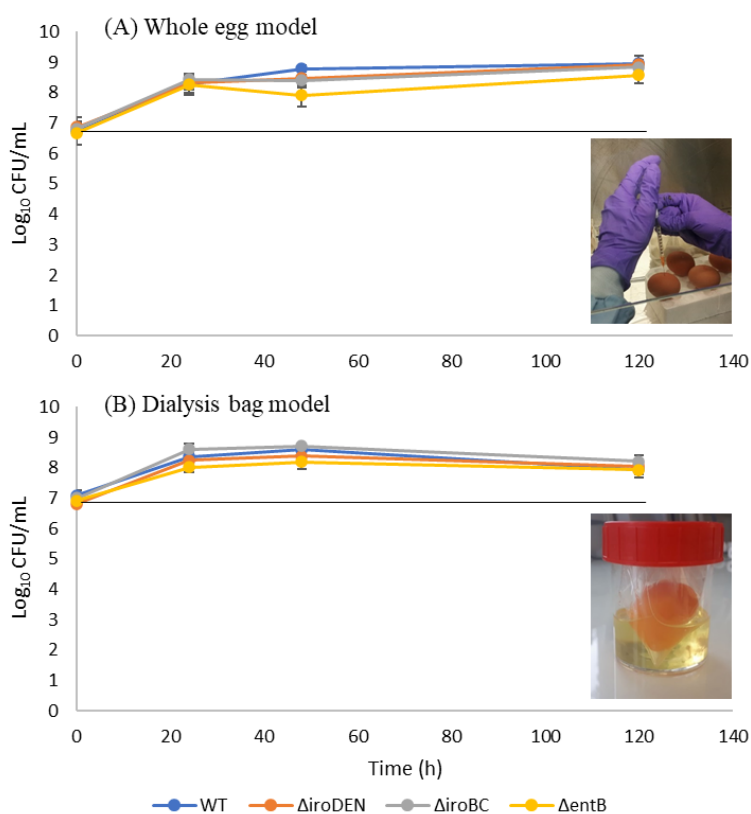 (A) Whole egg model
10
9
8
7
6
5
4
3
2
1
0
Log₁₀ CFU/mL
0 20 40 60 80 100 120 140
(B) Dialysis bag model
10
9
8
7
6
5
4
3
2
1
0
Log₁₀ CFU/mL
0 20 40 60 80 100 120 140
Time (h)
WT ΔiroDEN ΔiroBC ΔentB